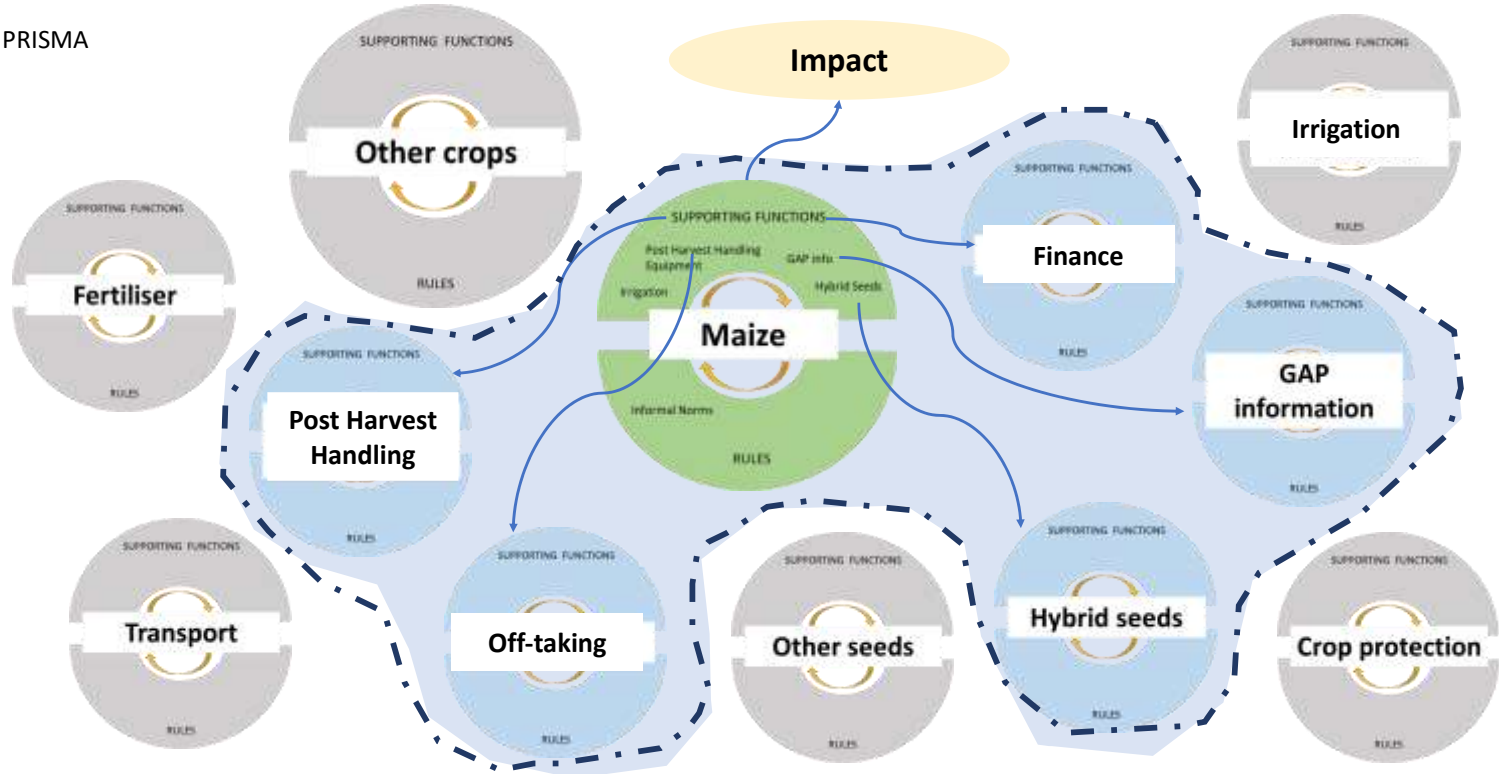 PRISMA
SUPPORTING FUNCTIONS
Other crops
RULES
Impact
SUPPORTING FUNCTIONS
Irrigation
RULES
SUPPORTING FUNCTIONS
Fertiliser
RULES
SUPPORTING FUNCTIONS
Post Harvest Handling
Equipment
GAP info
Irrigation
Hybrid Seeds
Maize
Informal Norms
RULES
SUPPORTING FUNCTIONS
Finance
RULES
SUPPORTING FUNCTIONS
GAP
information
RULES
SUPPORTING FUNCTIONS
Post Harvest
Handling
RULES
SUPPORTING FUNCTIONS
Transport
RULES
SUPPORTING FUNCTIONS
Off-taking
RULES
SUPPORTING FUNCTIONS
Other seeds
RULES
SUPPORTING FUNCTIONS
Hybrid seeds
RULES
SUPPORTING FUNCTIONS
Crop protection
RULES